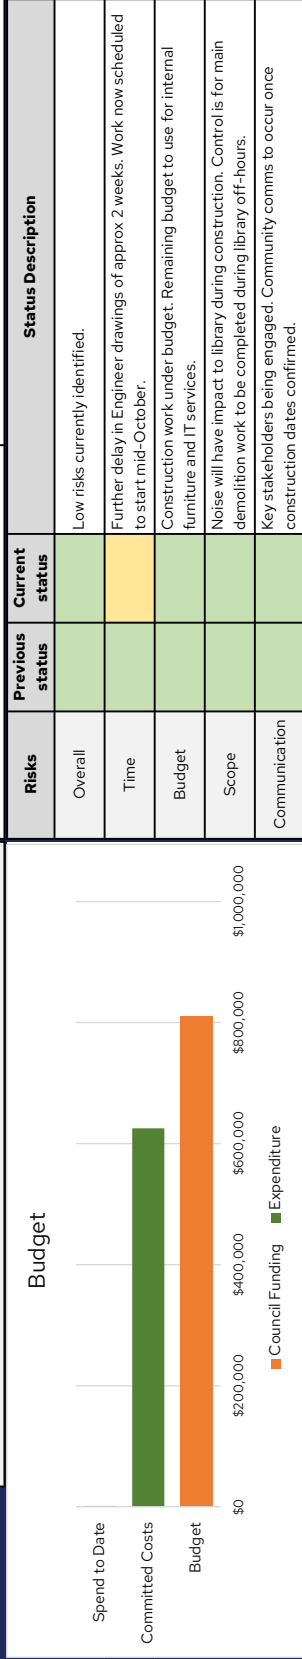 Budget
Spend to Date
Committed Costs
Budget
$0
$200,000
$400,000
$600,000
$800,000
$1,000,000
Council Funding
Expenditure
Risks
Previous
status
Current
status
Status Description
Overall
Low risks currently identified.
Time
Further delay in Engineer drawings of approx 2 weeks. Work now scheduled
to start mid-October.
Budget
Construction work under budget. Remaining budget to use for internal
furniture and IT services.
Scope
Noise will have impact to library during construction. Control is for main
demolition work to be completed during library off-hours.
Communication
Key stakeholders being engaged. Community comms to occur once
construction dates confirmed.